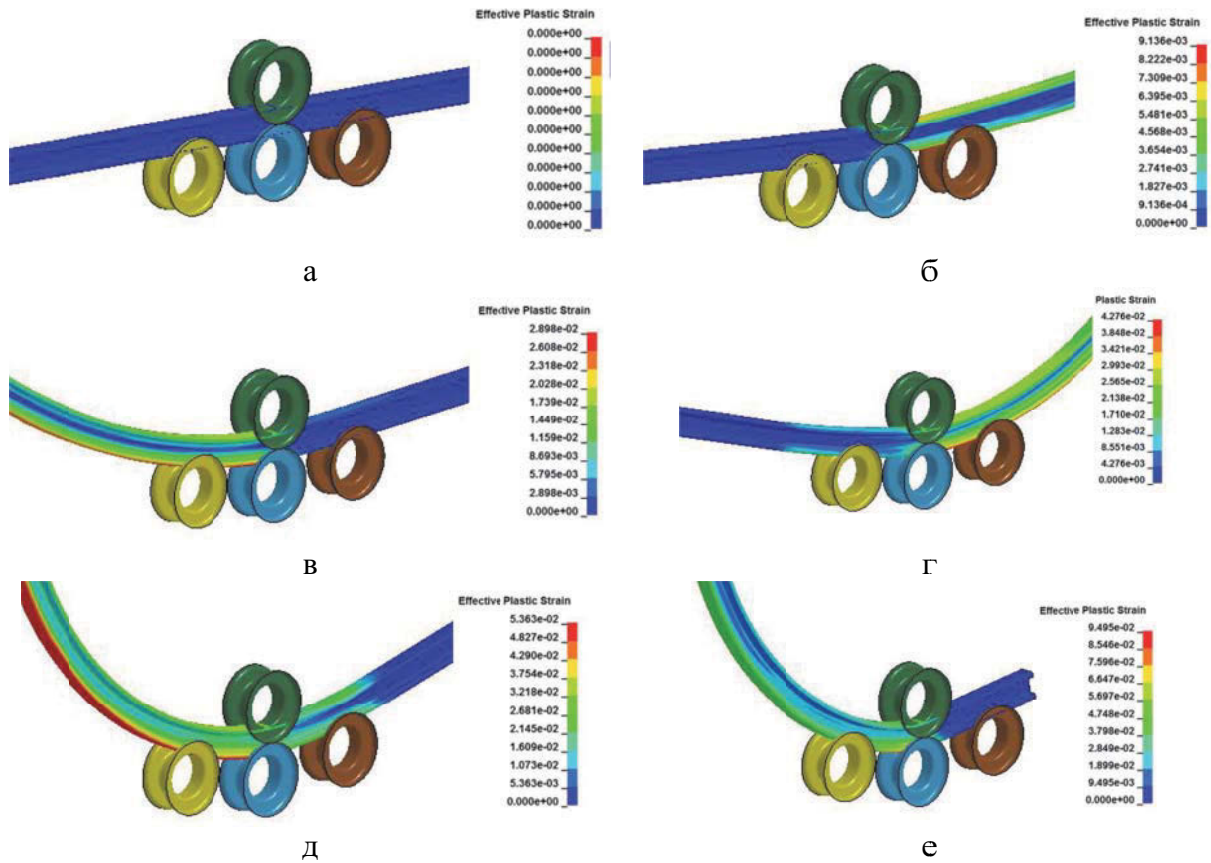 Effective Plastic Strain
0.000e+00
0.000e+00
0.000e+00
0.000e+00
0.000e+00
0.000e+00
0.000e+00
0.000e+00
0.000e+00
0.000e+00
0.000e+00
а
Effective Plastic Strain
9.136e-03
8.222e-03
7.309e-03
6.395e-03
5.481e-03
4.568e-03
3.654e-03
2.741e-03
1.827e-03
9.136e-04
0.000e+00
б
Effective Plastic Strain
2.898e-02
2.608e-02
2.318e-02
2.028e-02
1.739e-02
1.449e-02
1.159e-02
8.693e-03
5.795e-03
2.898e-03
0.000e+00
в
Plastic Strain
4.276e-02
3.848e-02
3.421e-02
2.993e-02
2.565e-02
2.138e-02
1.710e-02
1.283e-02
8.551e-03
4.276e-03
0.000e+00
г
Effective Plastic Strain
5.363e-02
4.827e-02
4.290e-02
3.754e-02
3.218e-02
2.681e-02
2.145e-02
1.609e-02
1.073e-02
5.363e-03
0.000e+00
д
Effective Plastic Strain
9.495e-02
8.546e-02
7.596e-02
6.647e-02
5.697e-02
4.748e-02
3.798e-02
2.849e-02
1.899e-02
9.495e-03
0.000e+00
е